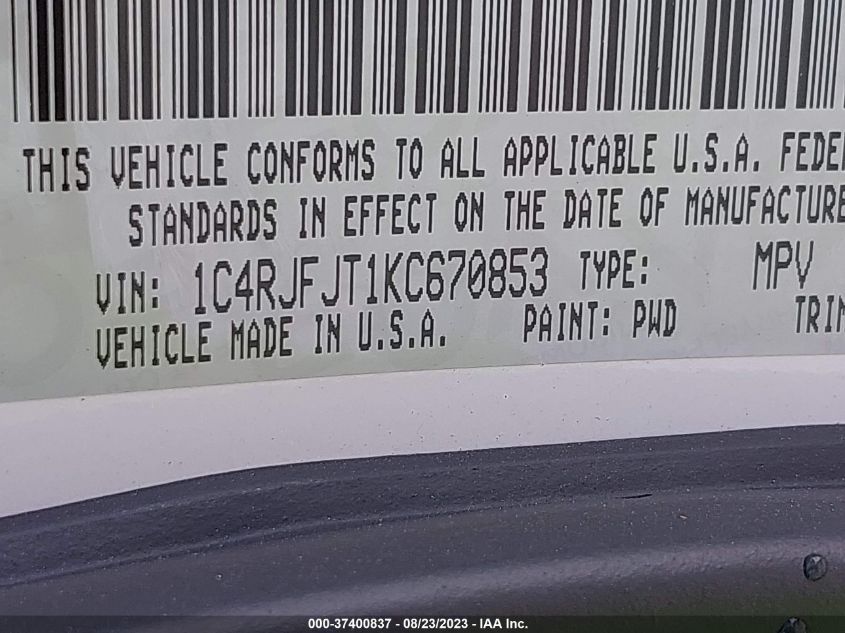 THIS VEHICLE CONFORMS TO ALL APPLICABLE U.S.A. FEDE
STANDARDS IN EFFECT ON THE DATE OF MANUFACTURE
VIN: 1C4RJFJT1KC670853 TYPE: MPV
VEHICLE MADE IN U.S.A. PAINT: PWD TRIM
000-37400837 - 08/23/2023 - IAA Inc.